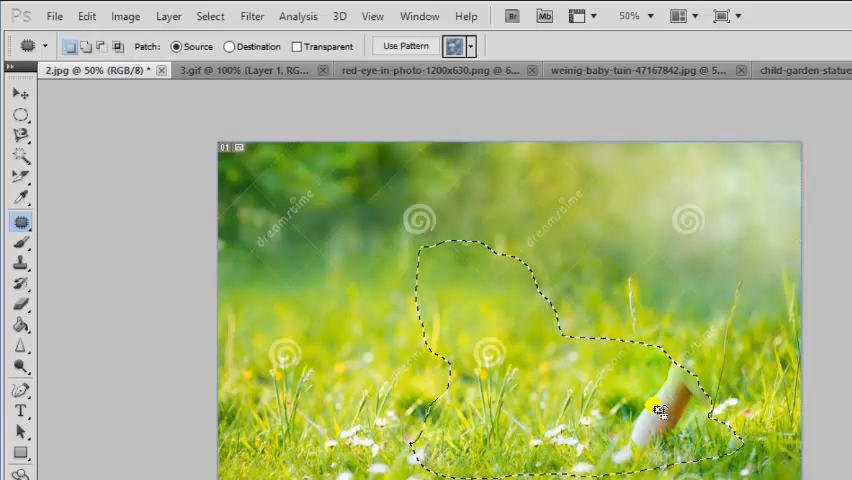 Ps File Edit Image Layer Select Filter Analysis 3D View Window Help Br Mb 50%
Patch: Source Destination Transparent Use Pattern
2.jpg @ 50% (RGB/8) * 3.gif @ 100% (Layer 1, RG... red-eye-in-photo-1200x630.png @ 6... weinig-baby-tuin-47167842.jpg @ 5... child-garden-statue
01
dreamstime dreamstime
T